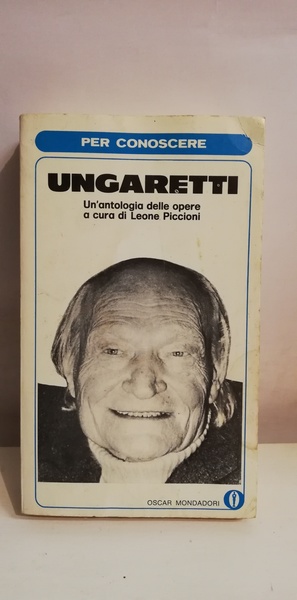 PER CONOSCERE
UNGARETTI
Un'antologia delle opere
a cura di Leone Piccioni
OSCAR MONDADORI